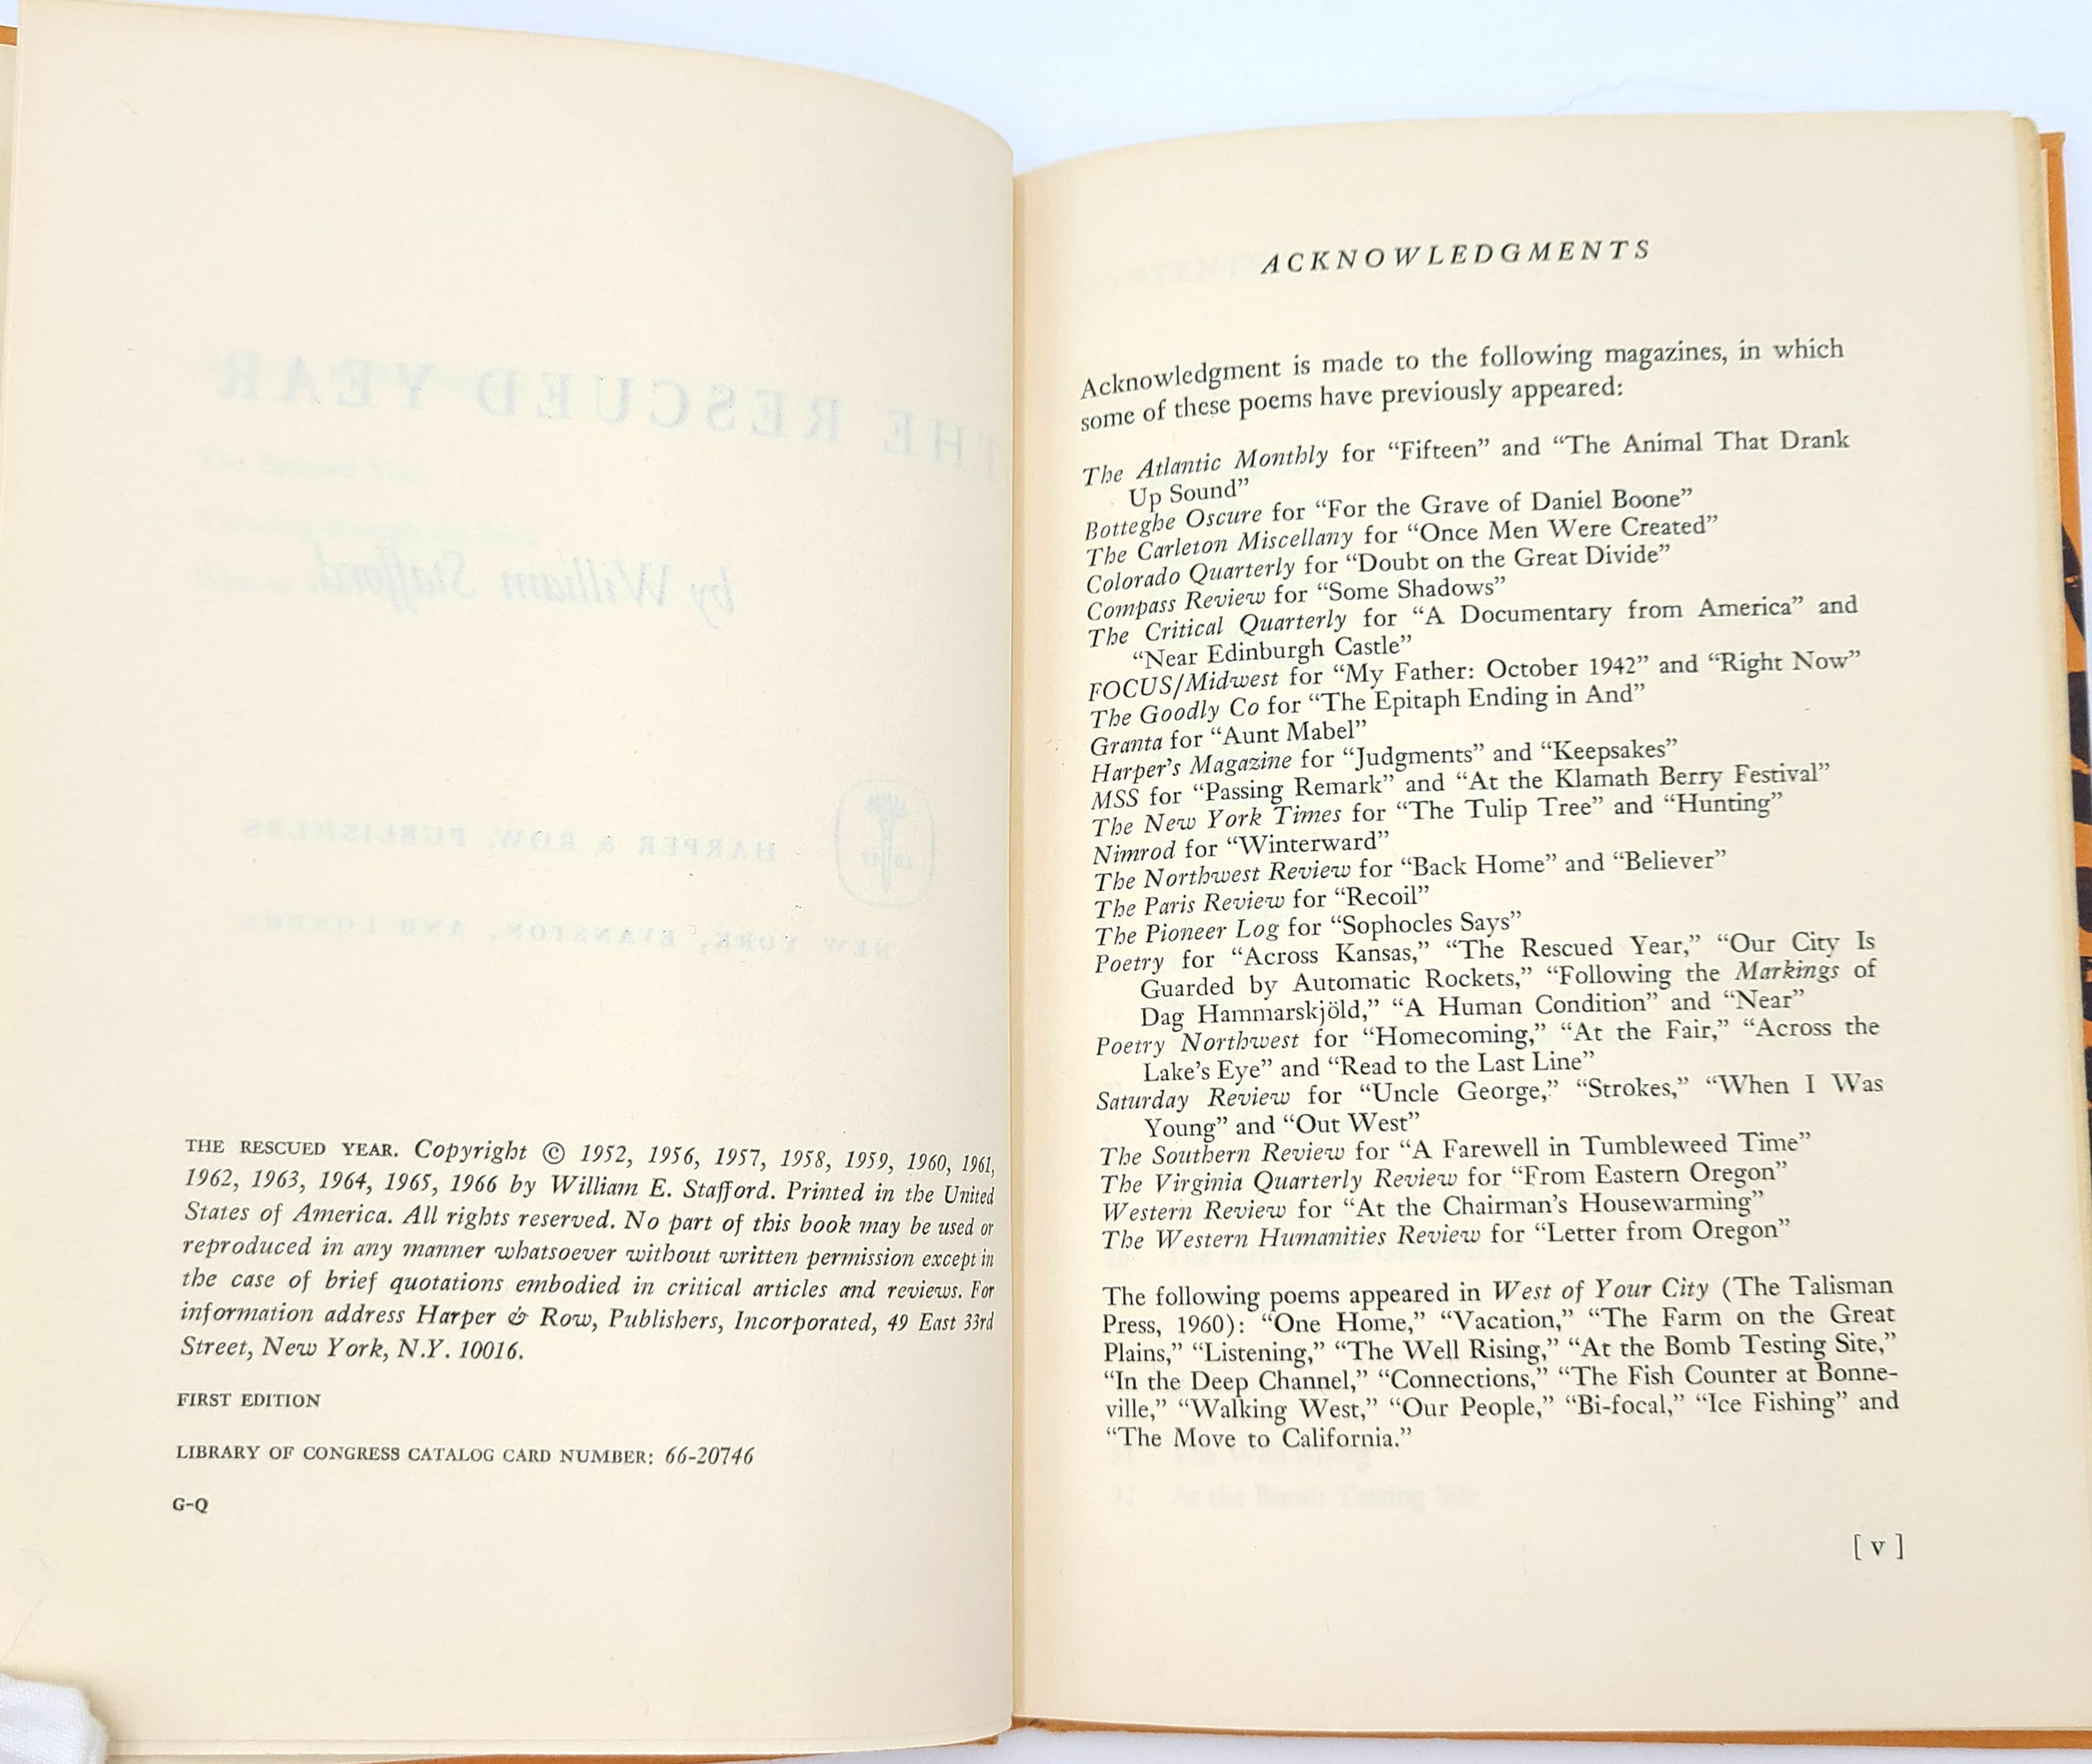 THE RESCUED YEAR
by William Stafford
HARPER & ROW, PUBLISHERS
NEW YORK, EVANSTON, AND LONDON
THE RESCUED YEAR. Copyright © 1952, 1956, 1957, 1958, 1959, 1960, 1961,
1962, 1963, 1964, 1965, 1966 by William E. Stafford. Printed in the United
States of America. All rights reserved. No part of this book may be used or
reproduced in any manner whatsoever without written permission except in
the case of brief quotations embodied in critical articles and reviews. For
information address Harper & Row, Publishers, Incorporated, 49 East 33rd
Street, New York, N.Y. 10016.
FIRST EDITION
LIBRARY OF CONGRESS CATALOG CARD NUMBER: 66-20746
G-Q
ACKNOWLEDGMENTS
Acknowledgment is made to the following magazines, in which
some of these poems have previously appeared:
The Atlantic Monthly for “Fifteen” and “The Animal That Drank
Up Sound”
Botteghe Oscure for “For the Grave of Daniel Boone”
The Carleton Miscellany for “Once Men Were Created”
Colorado Quarterly for “Doubt on the Great Divide”
Compass Review for “Some Shadows”
The Critical Quarterly for “A Documentary from America” and
“Near Edinburgh Castle”
FOCUS/Midwest for “My Father: October 1942” and “Right Now”
The Goodly Co for “The Epitaph Ending in And”
Granta for “Aunt Mabel”
Harper’s Magazine for “Judgments” and “Keepsakes”
MSS for “Passing Remark” and “At the Klamath Berry Festival”
The New York Times for “The Tulip Tree” and “Hunting”
Nimrod for “Winterward”
The Northwest Review for “Back Home” and “Believer”
The Paris Review for “Recoil”
The Pioneer Log for “Sophocles Says”
Poetry for “Across Kansas,” “The Rescued Year,” “Our City Is
Guarded by Automatic Rockets,” “Following the Markings of
Dag Hammarskjöld,” “A Human Condition” and “Near”
Poetry Northwest for “Homecoming,” “At the Fair,” “Across the
Lake’s Eye” and “Read to the Last Line”
Saturday Review for “Uncle George,” “Strokes,” “When I Was
Young” and “Out West”
The Southern Review for “A Farewell in Tumbleweed Time”
The Virginia Quarterly Review for “From Eastern Oregon”
Western Review for “At the Chairman’s Housewarming”
The Western Humanities Review for “Letter from Oregon”
The following poems appeared in West of Your City (The Talisman
Press, 1960): “One Home,” “Vacation,” “The Farm on the Great
Plains,” “Listening,” “The Well Rising,” “At the Bomb Testing Site,”
“In the Deep Channel,” “Connections,” “The Fish Counter at Bonne-
ville,” “Walking West,” “Our People,” “Bi-focal,” “Ice Fishing” and
“The Move to California.”
At the Bomb Testing Site
[ v ]